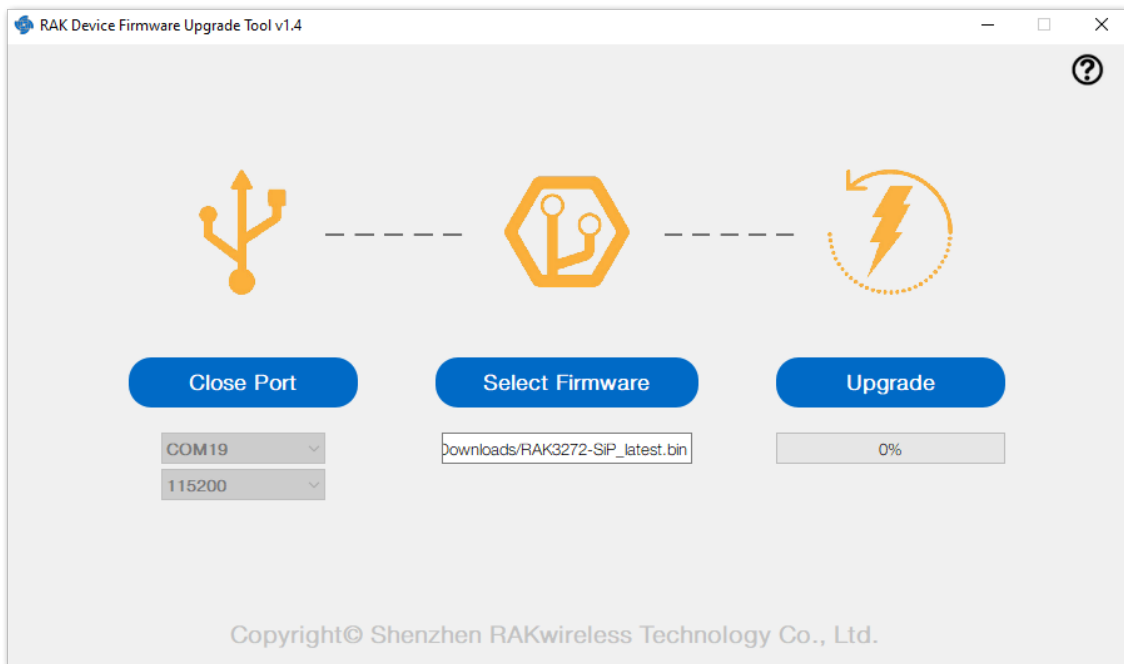 RAK Device Firmware Upgrade Tool v1.4
Close Port
Select Firmware
Upgrade
COM19
Downloads/RAK3272-SiP_latest.bin
0%
115200
Copyright© Shenzhen RAKwireless Technology Co., Ltd.